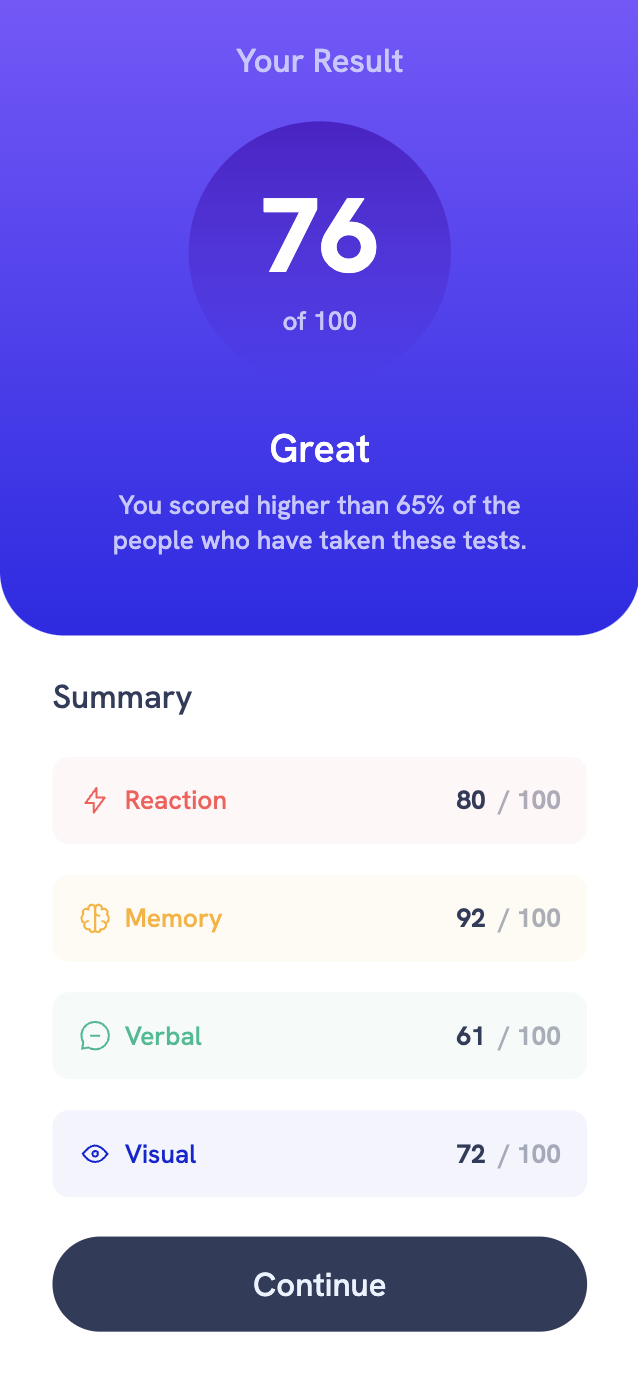 Your Result
76
of 100
Great
You scored higher than 65% of the
people who have taken these tests.
Summary
Reaction 80 / 100
Memory 92 / 100
Verbal 61 / 100
Visual 72 / 100
Continue